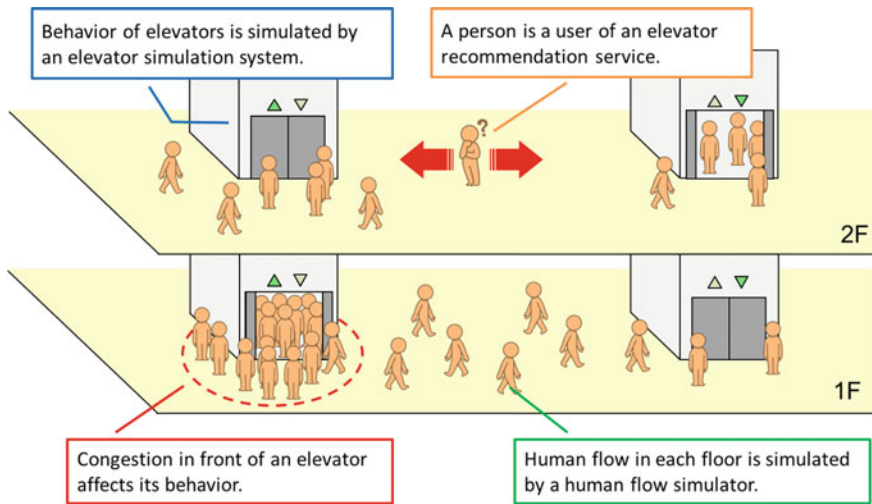 Behavior of elevators is simulated by
an elevator simulation system.
A person is a user of an elevator
recommendation service.
?
2F
1F
Congestion in front of an elevator
affects its behavior.
Human flow in each floor is simulated
by a human flow simulator.